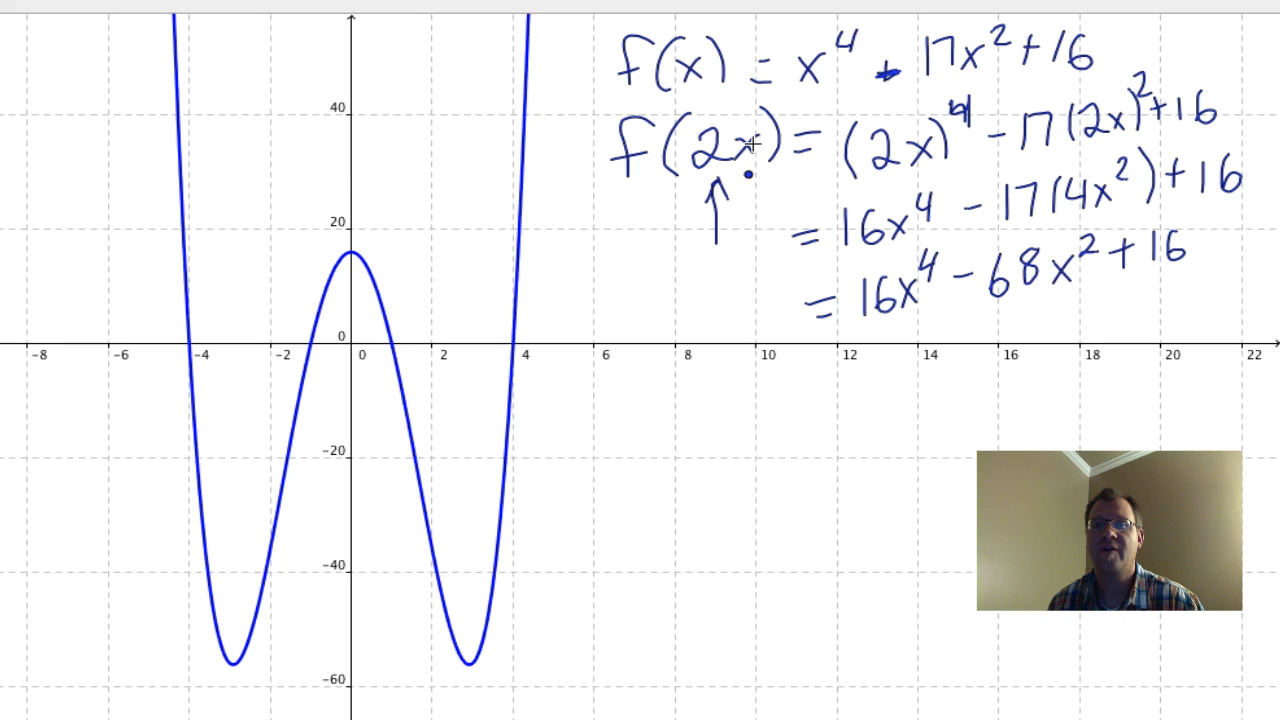 f(x) = x⁴ - 17x² + 16
f(2x) = (2x)⁴ - 17(2x)² + 16
= 16x⁴ - 17(4x²) + 16
= 16x⁴ - 68x² + 16
40
20
0
-8 -6 -4 -2 0 2 4 6 8 10 12 14 16 18 20 22
-20
-40
-60